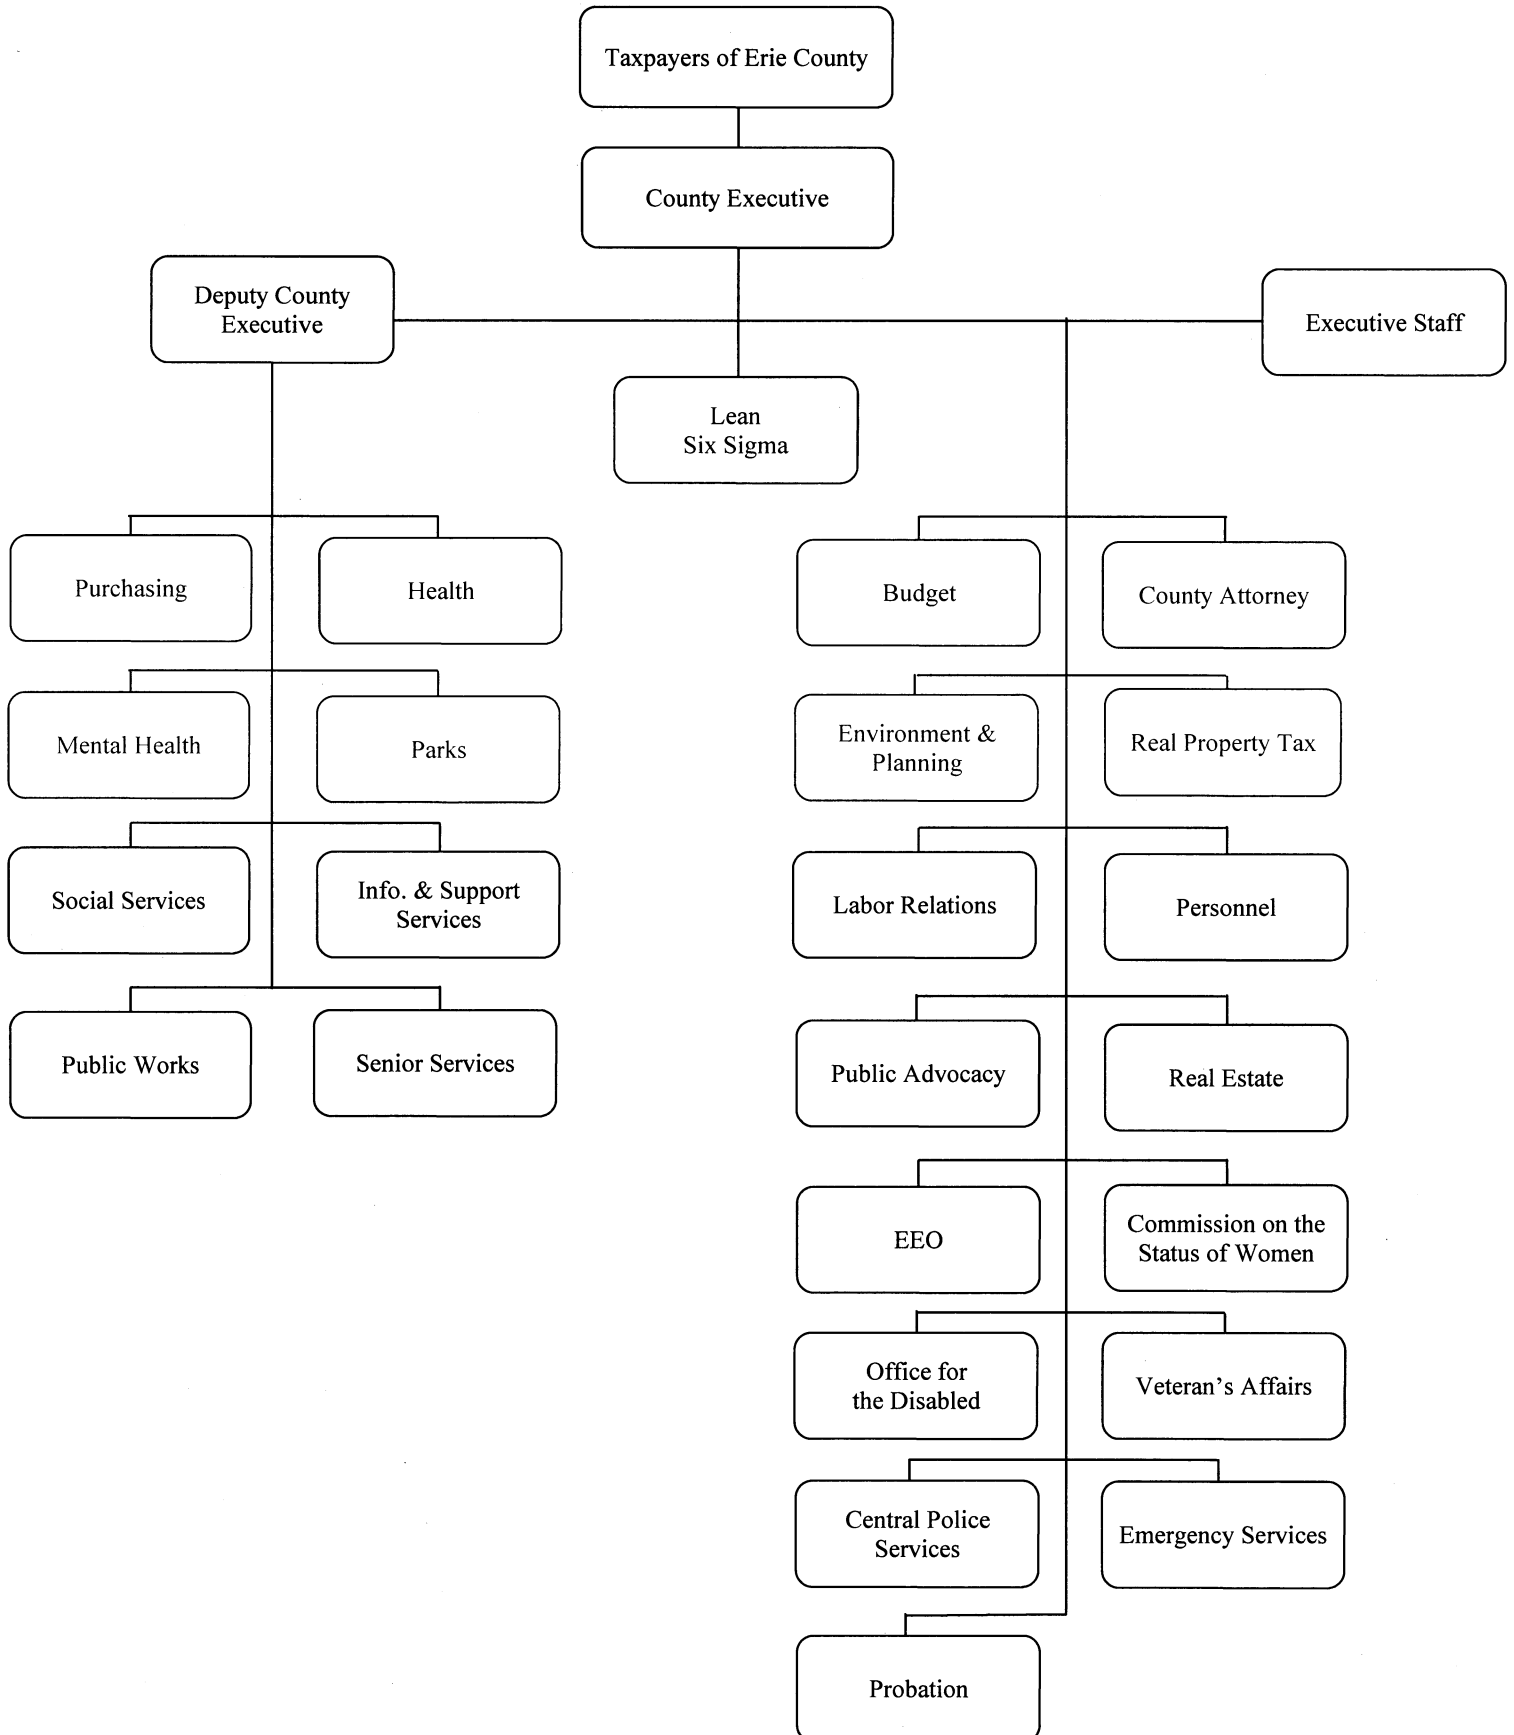 Taxpayers of Erie County
County Executive
Deputy County
Executive
Executive Staff
Lean
Six Sigma
Purchasing
Health
Mental Health
Parks
Social Services
Info. & Support
Services
Public Works
Senior Services
Budget
County Attorney
Environment &
Planning
Real Property Tax
Labor Relations
Personnel
Public Advocacy
Real Estate
EEO
Commission on the
Status of Women
Office for
the Disabled
Veteran's Affairs
Central Police
Services
Emergency Services
Probation